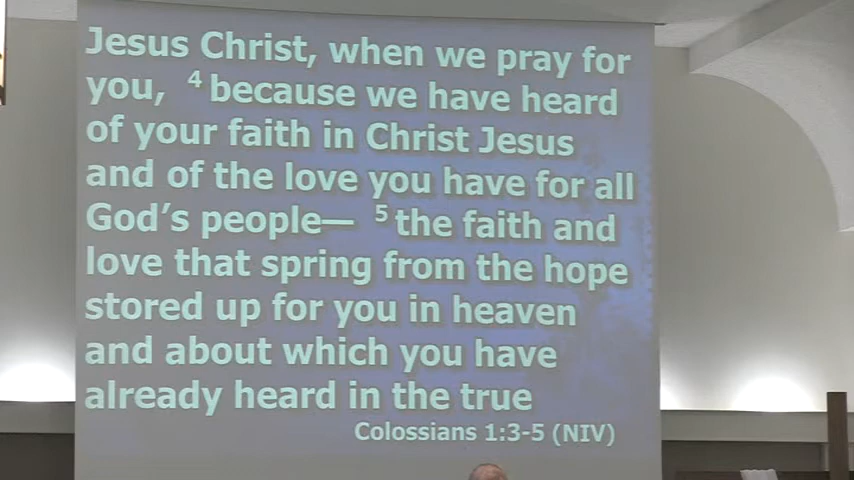 Jesus Christ, when we pray for
you, 4 because we have heard
of your faith in Christ Jesus
and of the love you have for all
God's people— 5 the faith and
love that spring from the hope
stored up for you in heaven
and about which you have
already heard in the true
Colossians 1:3-5 (NIV)